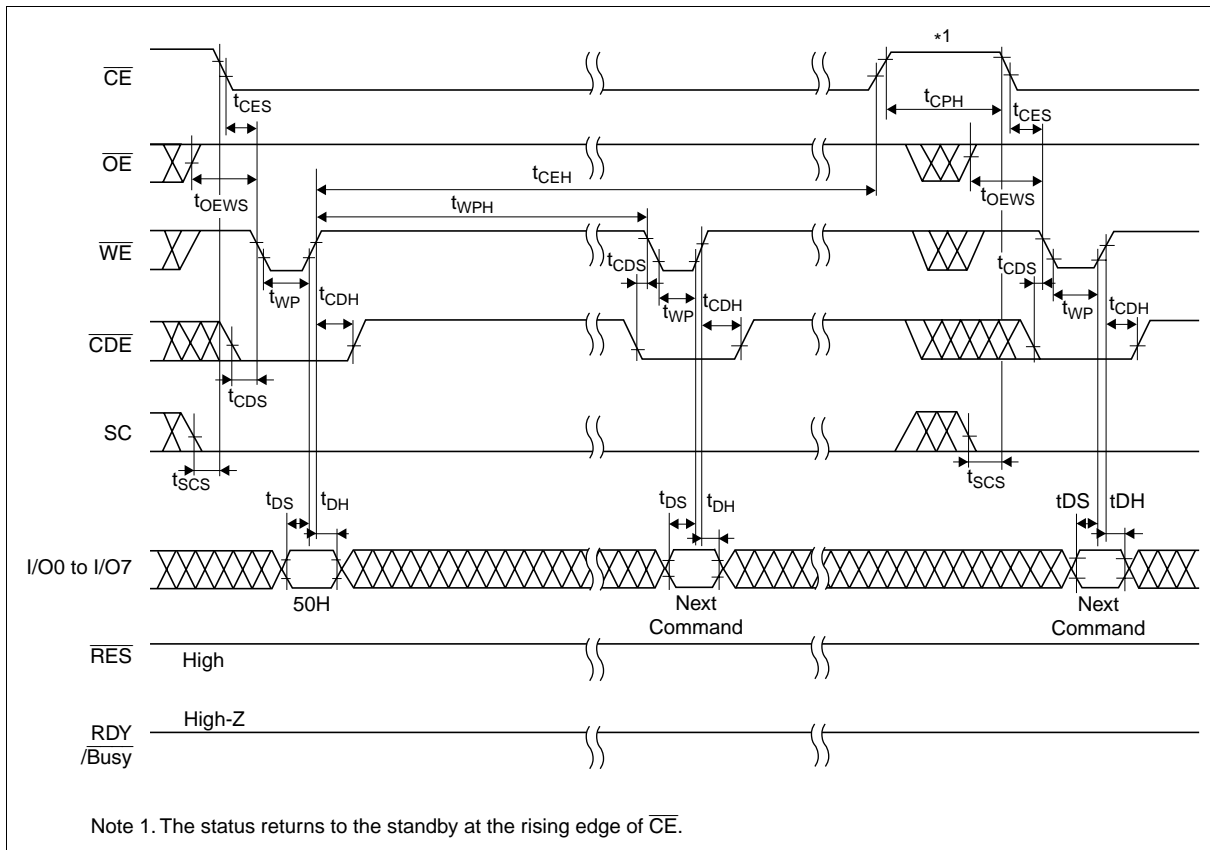 *1
CE
tCPH
tCES
tCES
OE
tCEH
tOEWS
tOEWS
tWPH
WE
tCDS
tCDS
tWP
tCDH
tWP
tCDH
tWP
tCDH
CDE
tCDS
SC
tSCS
tSCS
tDS
tDH
tDS
tDH
tDS
tDH
I/O0 to I/O7
50H
Next
Command
Next
Command
RES
High
High-Z
RDY
/Busy
Note 1. The status returns to the standby at the rising edge of CE.